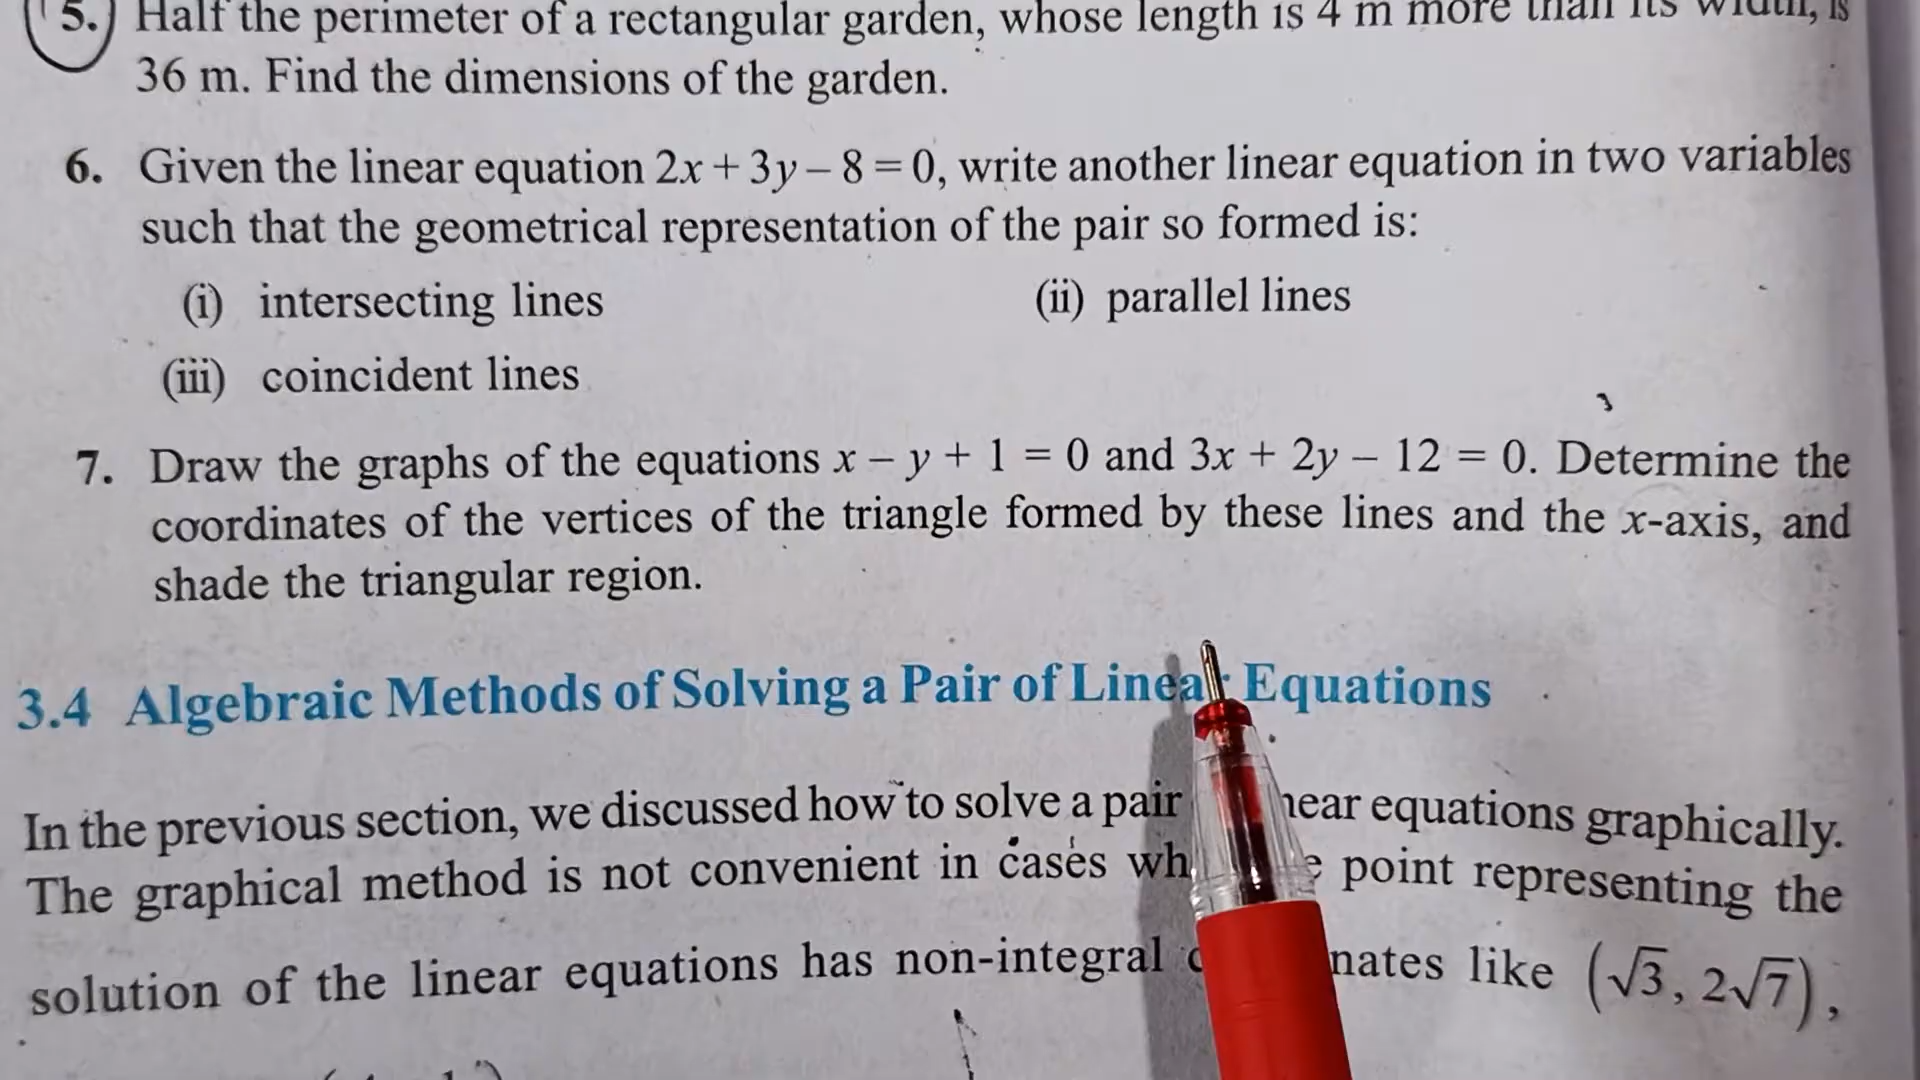 5. Half the perimeter of a rectangular garden, whose length is 4 m more than its width, is
36 m. Find the dimensions of the garden.
6. Given the linear equation 2x + 3y – 8 = 0, write another linear equation in two variables
such that the geometrical representation of the pair so formed is:
(i) intersecting lines (ii) parallel lines
(iii) coincident lines
7. Draw the graphs of the equations x – y + 1 = 0 and 3x + 2y – 12 = 0. Determine the
coordinates of the vertices of the triangle formed by these lines and the x-axis, and
shade the triangular region.
3.4 Algebraic Methods of Solving a Pair of Linear Equations
In the previous section, we discussed how to solve a pair near equations graphically.
The graphical method is not convenient in cases wh e point representing the
solution of the linear equations has non-integral nates like (√3, 2√7),